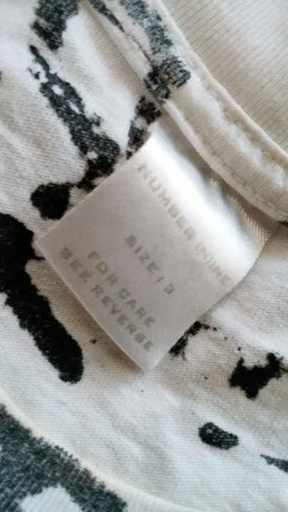 NUMBER (N)INE
SIZE / 3
FOR CARE
SEE REVERSE